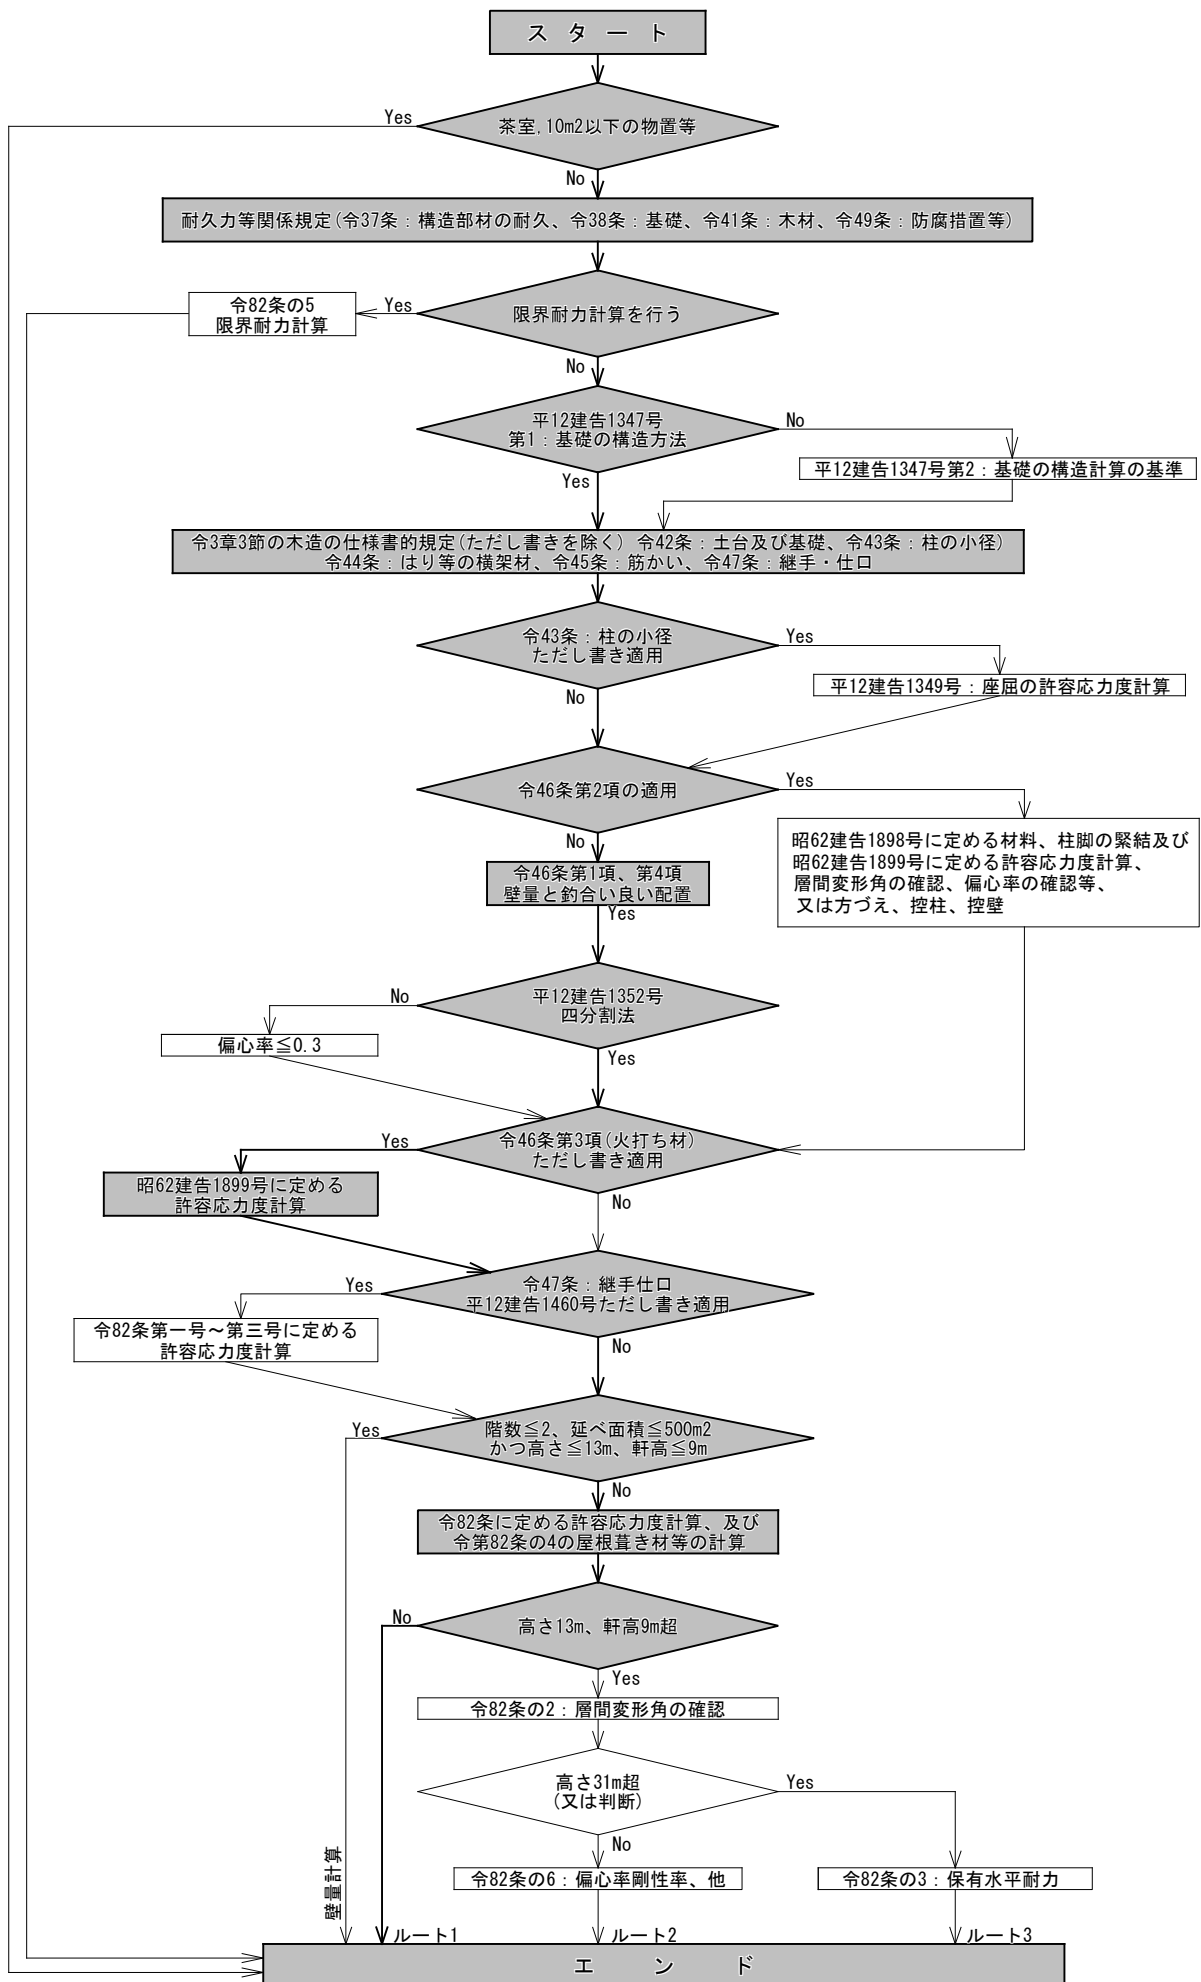 スタート
Yes
茶室,10m2以下の物置等
No
耐久力等関係規定(令37条：構造部材の耐久、令38条：基礎、令41条：木材、令49条：防腐措置等)
令82条の5
限界耐力計算
Yes
限界耐力計算を行う
No
平12建告1347号
第1：基礎の構造方法
No
平12建告1347号第2：基礎の構造計算の基準
Yes
令3章3節の木造の仕様書的規定(ただし書きを除く) 令42条：土台及び基礎、令43条：柱の小径)
令44条：はり等の横架材、令45条：筋かい、令47条：継手・仕口
令43条：柱の小径
ただし書き適用
Yes
平12建告1349号：座屈の許容応力度計算
No
令46条第2項の適用
Yes
No
昭62建告1898号に定める材料、柱脚の緊結及び
昭62建告1899号に定める許容応力度計算、
層間変形角の確認、偏心率の確認等、
又は方づえ、控柱、控壁
令46条第1項、第4項
壁量と釣合い良い配置
Yes
平12建告1352号
四分割法
No
偏心率≦0.3
Yes
令46条第3項(火打ち材)
ただし書き適用
Yes
昭62建告1899号に定める
許容応力度計算
No
令47条：継手仕口
平12建告1460号ただし書き適用
Yes
令82条第一号～第三号に定める
許容応力度計算
No
階数≦2、延べ面積≦500m2
かつ高さ≦13m、軒高≦9m
Yes
No
令82条に定める許容応力度計算、及び
令第82条の4の屋根葺き材等の計算
高さ13m、軒高9m超
No
Yes
令82条の2：層間変形角の確認
高さ31m超
(又は判断)
Yes
No
令82条の6：偏心率剛性率、他
令82条の3：保有水平耐力
壁量計算
ルート1
ルート2
ルート3
エンド